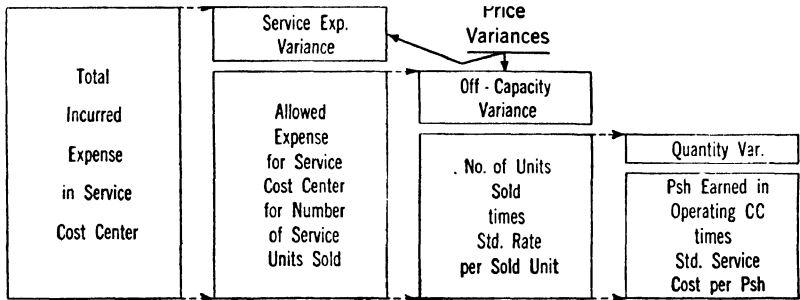 Total
Incurred
Expense
in Service
Cost Center
Service Exp.
Variance
Allowed
Expense
for Service
Cost Center
for Number
of Service
Units Sold
Price
Variances
Off - Capacity
Variance
. No. of Units
Sold
times
Std. Rate
per Sold Unit
Quantity Var.
Psh Earned in
Operating CC
times
Std. Service
Cost per Psh